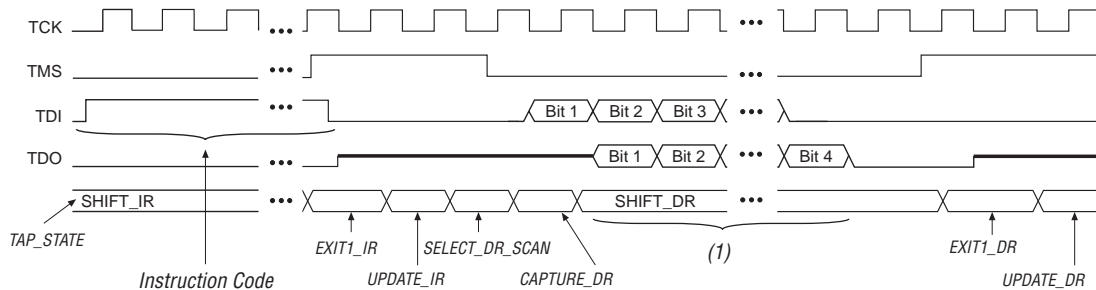 TCK
TMS
TDI Bit 1 Bit 2 Bit 3
TDO Bit 1 Bit 2 Bit 4
SHIFT_IR SHIFT_DR
TAP_STATE EXIT1_IR SELECT_DR_SCAN (1) EXIT1_DR
Instruction Code UPDATE_IR CAPTURE_DR UPDATE_DR